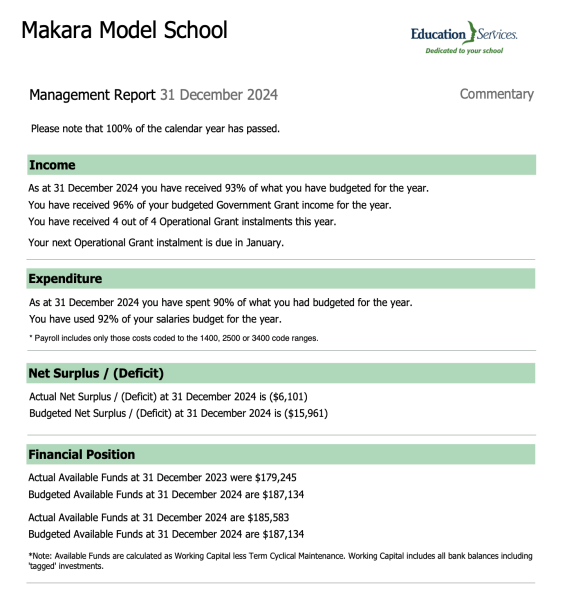 Makara Model School
Education Services.
Dedicated to your school
Management Report 31 December 2024
Commentary
Please note that 100% of the calendar year has passed.
Income
As at 31 December 2024 you have received 93% of what you have budgeted for the year.
You have received 96% of your budgeted Government Grant income for the year.
You have received 4 out of 4 Operational Grant instalments this year.
Your next Operational Grant instalment is due in January.
Expenditure
As at 31 December 2024 you have spent 90% of what you had budgeted for the year.
You have used 92% of your salaries budget for the year.
* Payroll includes only those costs coded to the 1400, 2500 or 3400 code ranges.
Net Surplus / (Deficit)
Actual Net Surplus / (Deficit) at 31 December 2024 is ($6,101)
Budgeted Net Surplus / (Deficit) at 31 December 2024 is ($15,961)
Financial Position
Actual Available Funds at 31 December 2023 were $179,245
Budgeted Available Funds at 31 December 2024 are $187,134
Actual Available Funds at 31 December 2024 are $185,583
Budgeted Available Funds at 31 December 2024 are $187,134
*Note: Available Funds are calculated as Working Capital less Term Cyclical Maintenance. Working Capital includes all bank balances including
'tagged' investments.